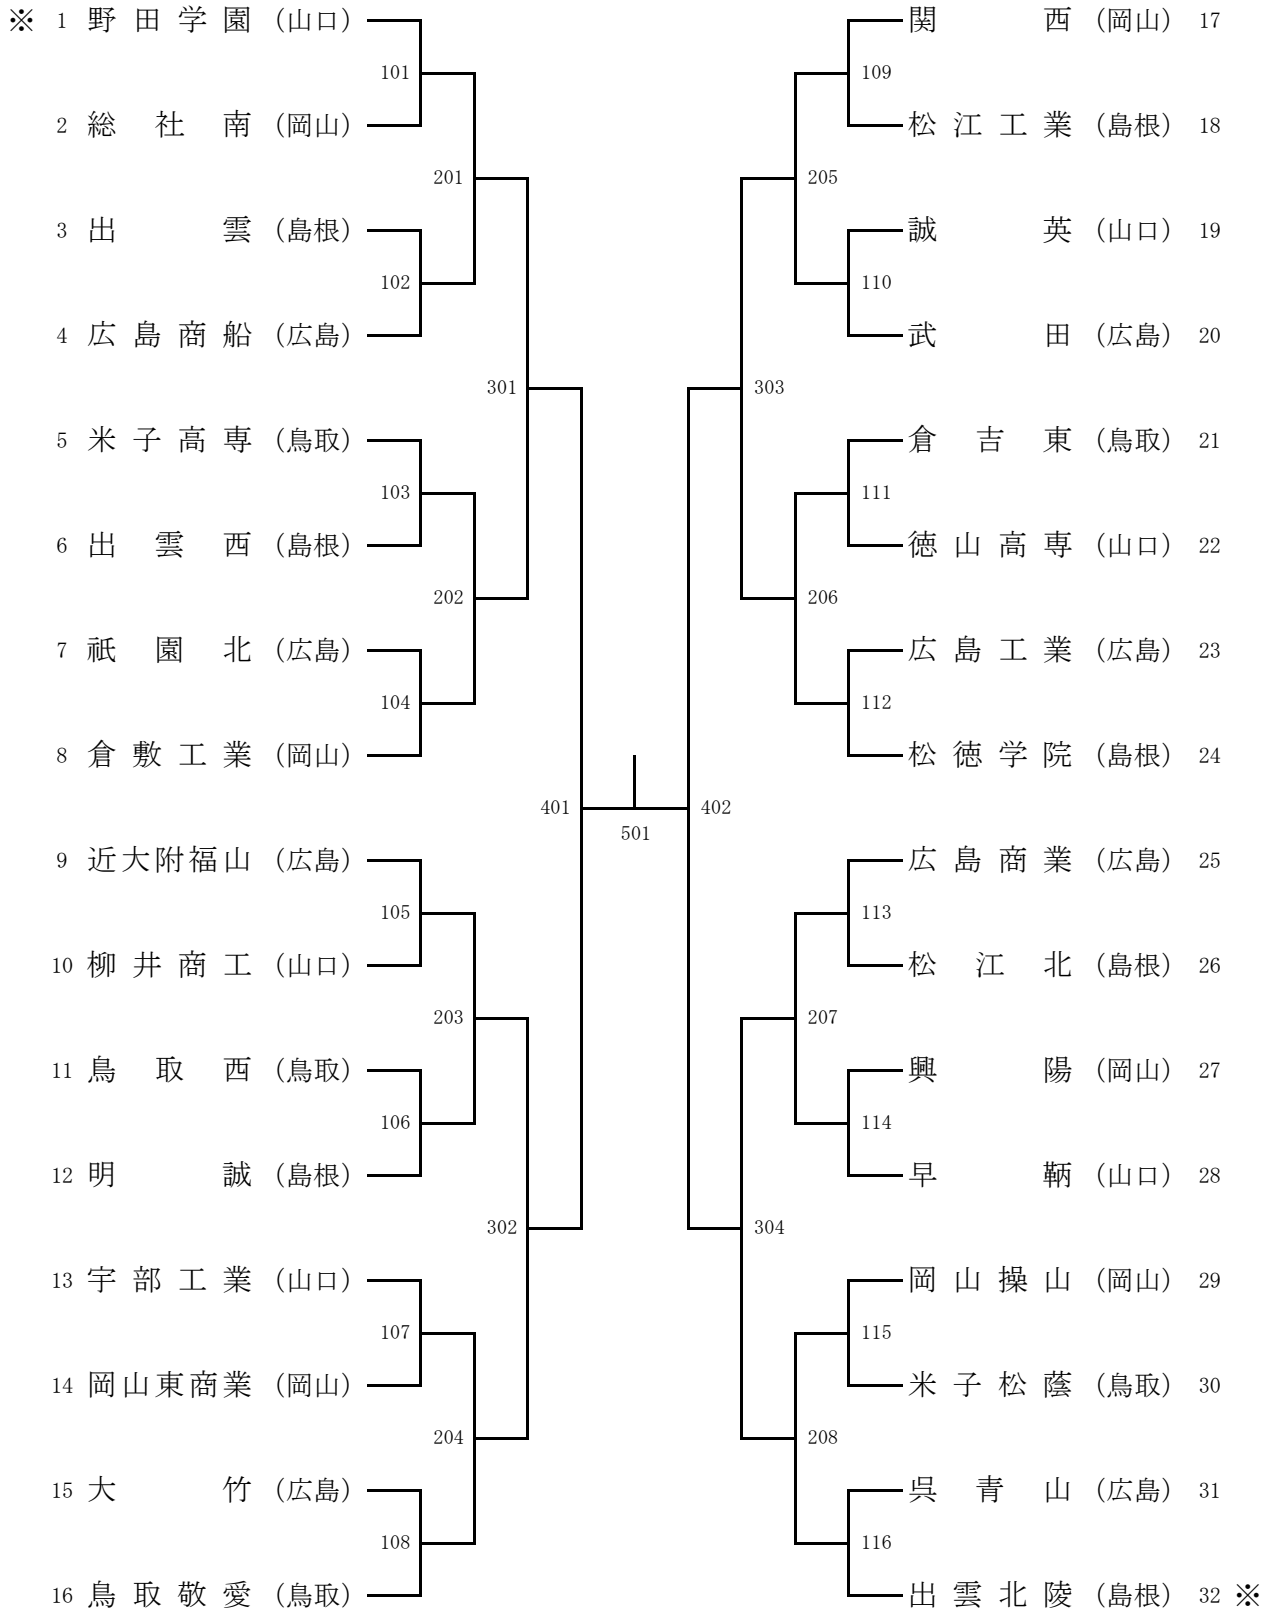 ※ 1 野田学園 (山口)
101
2 総社南 (岡山)
201
3 出雲 (島根)
102
4 広島商船 (広島)
301
5 米子高専 (鳥取)
103
6 出雲西 (島根)
202
7 祇園北 (広島)
104
8 倉敷工業 (岡山)
401
9 近大附福山 (広島)
105
10 柳井商工 (山口)
203
11 鳥取西 (鳥取)
106
12 明誠 (島根)
302
13 宇部工業 (山口)
107
14 岡山東商業 (岡山)
204
15 大竹 (広島)
108
16 鳥取敬愛 (鳥取)
501
関西 (岡山) 17
109
松江工業 (島根) 18
205
誠英 (山口) 19
110
武田 (広島) 20
303
倉吉東 (鳥取) 21
111
徳山高専 (山口) 22
206
広島工業 (広島) 23
112
松徳学院 (島根) 24
402
広島商業 (広島) 25
113
松江北 (島根) 26
207
興陽 (岡山) 27
114
早鞆 (山口) 28
304
岡山操山 (岡山) 29
115
米子松蔭 (鳥取) 30
208
呉青山 (広島) 31
116
出雲北陵 (島根) 32 ※